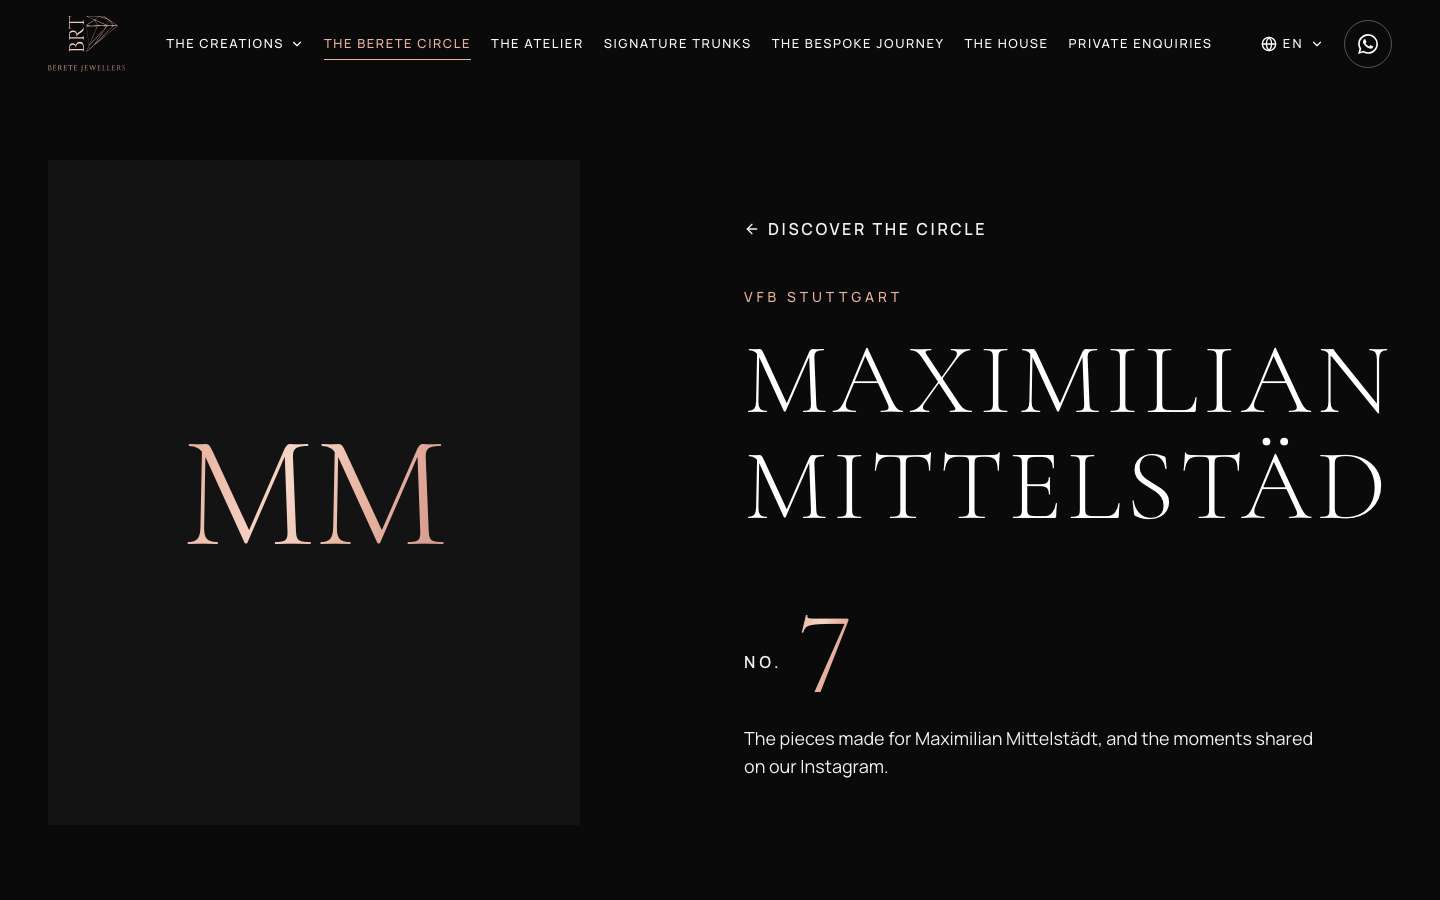 BRT
BERETE JEWELLERS
THE CREATIONS
THE BERETE CIRCLE
THE ATELIER
SIGNATURE TRUNKS
THE BESPOKE JOURNEY
THE HOUSE
PRIVATE ENQUIRIES
EN
MM
← DISCOVER THE CIRCLE
VFB STUTTGART
MAXIMILIAN
MITTELSTÄD
NO. 7
The pieces made for Maximilian Mittelstädt, and the moments shared
on our Instagram.